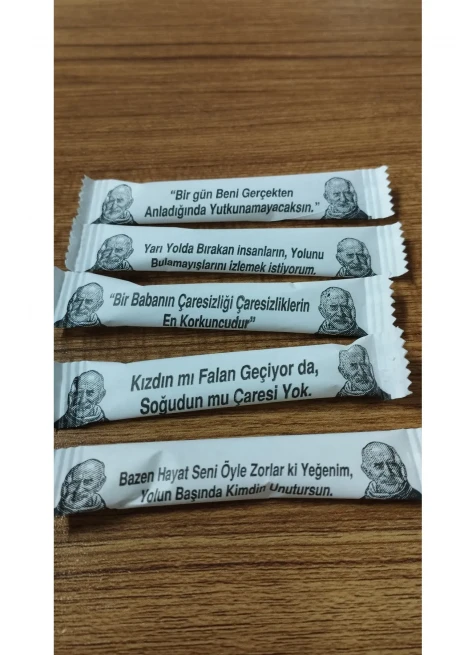 “Bir gün Beni Gerçekten
Anladığında Yutkunamayacaksın.”
Yarı Yolda Bırakan insanların, Yolunu
Bulamayışlarını İzlemek istiyorum.
“Bir Babanın Çaresizliği Çaresizliklerin
En Korkuncudur”
Kızdın mı Falan Geçiyor da,
Soğudun mu Çaresi Yok.
Bazen Hayat Seni Öyle Zorlar ki Yeğenim,
Yolun Başında Kimdin Unutursun.